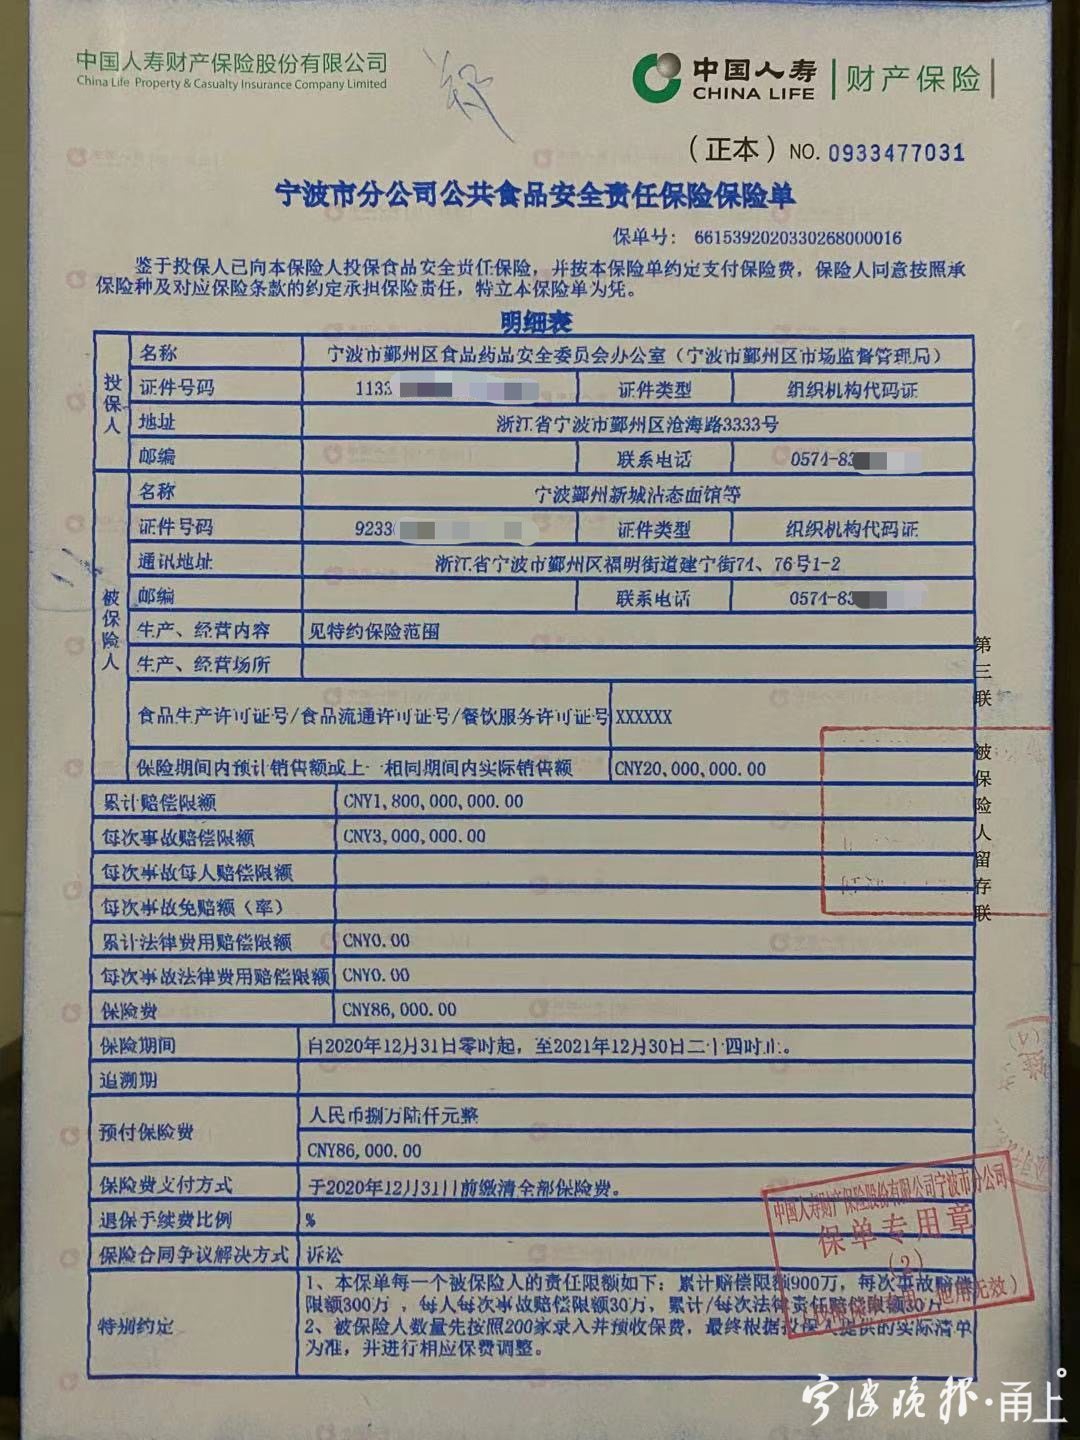 中国人寿财产保险股份有限公司
China Life Property & Casualty Insurance Company Limited
中国人寿 财产保险
CHINA LIFE
（正本）NO. 0933477031
宁波市分公司公共食品安全责任保险保险单
保单号： 6615392020330268000016
鉴于投保人已向本保险人投保食品安全责任保险，并按本保险单约定支付保险费，保险人同意按照承
保险种及对应保险条款的约定承担保险责任，特立本保险单为凭。
明细表
投保人
名称 宁波市鄞州区食品药品安全委员会办公室（宁波市鄞州区市场监督管理局）
证件号码 1133 证件类型 组织机构代码证
地址 浙江省宁波市鄞州区沧海路3333号
邮编 联系电话 0574-83
被保险人
名称 宁波鄞州新城沾态面馆等
证件号码 9233 证件类型 组织机构代码证
通讯地址 浙江省宁波市鄞州区福明街道建宁街74、76号1-2
邮编 联系电话 0574-83
生产、经营内容 见特约保险范围
生产、经营场所
食品生产许可证号/食品流通许可证号/餐饮服务许可证号 XXXXXX
保险期间内预计销售额或上一相同期间内实际销售额 CNY20,000,000.00
累计赔偿限额 CNY1,800,000,000.00
每次事故赔偿限额 CNY3,000,000.00
每次事故每人赔偿限额
每次事故免赔额（率）
累计法律费用赔偿限额 CNY0.00
每次事故法律费用赔偿限额 CNY0.00
保险费 CNY86,000.00
保险期间 自2020年12月31日零时起，至2021年12月30日二十四时止。
追溯期
预付保险费 人民币捌万陆仟元整
CNY86,000.00
保险费支付方式 于2020年12月31日前缴清全部保险费。
退保手续费比例 %
保险合同争议解决方式 诉讼
特别约定
1、本保单每一个被保险人的责任限额如下：累计赔偿限额900万，每次事故赔偿
限额300万，每人每次事故赔偿限额30万，累计/每次法律责任赔偿限额30万
2、被保险人数量先按照200家录入并预收保费，最终根据投保人提供的实际清单
为准，并进行相应保费调整。
第三联 被保险人留存联
中国人寿财产保险股份有限公司宁波市分公司
保单专用章
(2)
他用无效）
宁波晚报·甬上